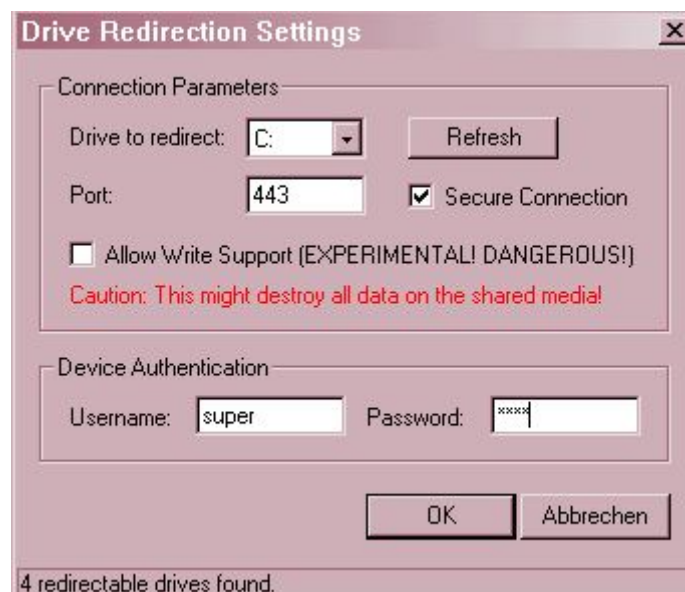 Drive Redirection Settings
Connection Parameters
Drive to redirect: C: Refresh
Port: 443 Secure Connection
Allow Write Support (EXPERIMENTAL! DANGEROUS!)
Caution: This might destroy all data on the shared media!
Device Authentication
Username: super Password: ****
OK Abbrechen
4 redirectable drives found.